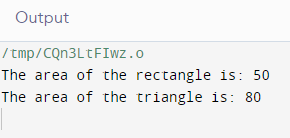 Output
/tmp/CQn3LtFIwz.o
The area of the rectangle is: 50
The area of the triangle is: 80